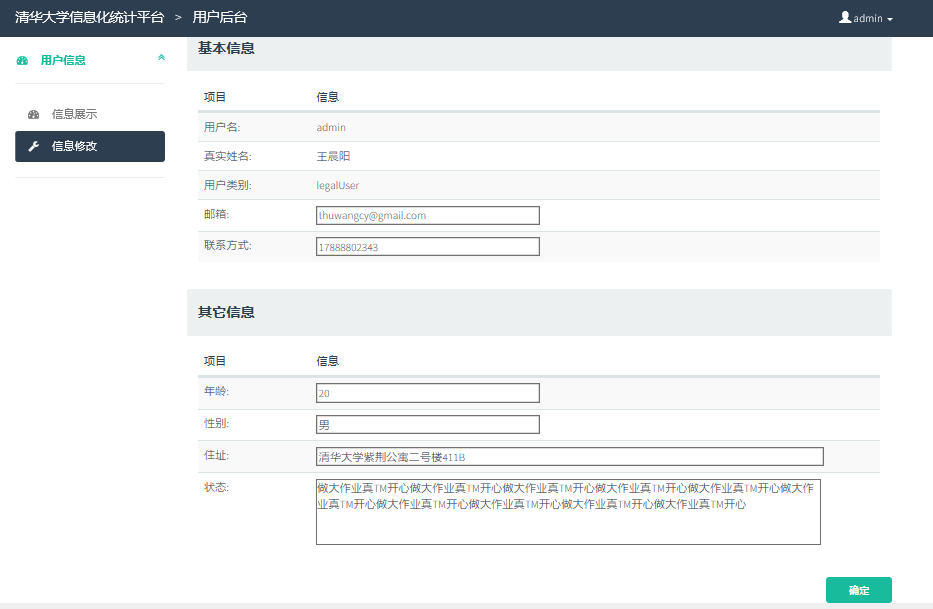 清华大学信息化统计平台 > 用户后台
admin
用户信息
信息展示
信息修改
基本信息
项目 信息
用户名: admin
真实姓名: 王晨阳
用户类别: legalUser
邮箱: thuwangcy@gmail.com
联系方式: 17888802343
其它信息
项目 信息
年龄: 20
性别: 男
住址: 清华大学紫荆公寓二号楼411B
状态: 做大作业真TM开心做大作业真TM开心做大作业真TM开心做大作业真TM开心做大作业真TM开心做大作
业真TM开心做大作业真TM开心做大作业真TM开心做大作业真TM开心做大作业真TM开心
确定